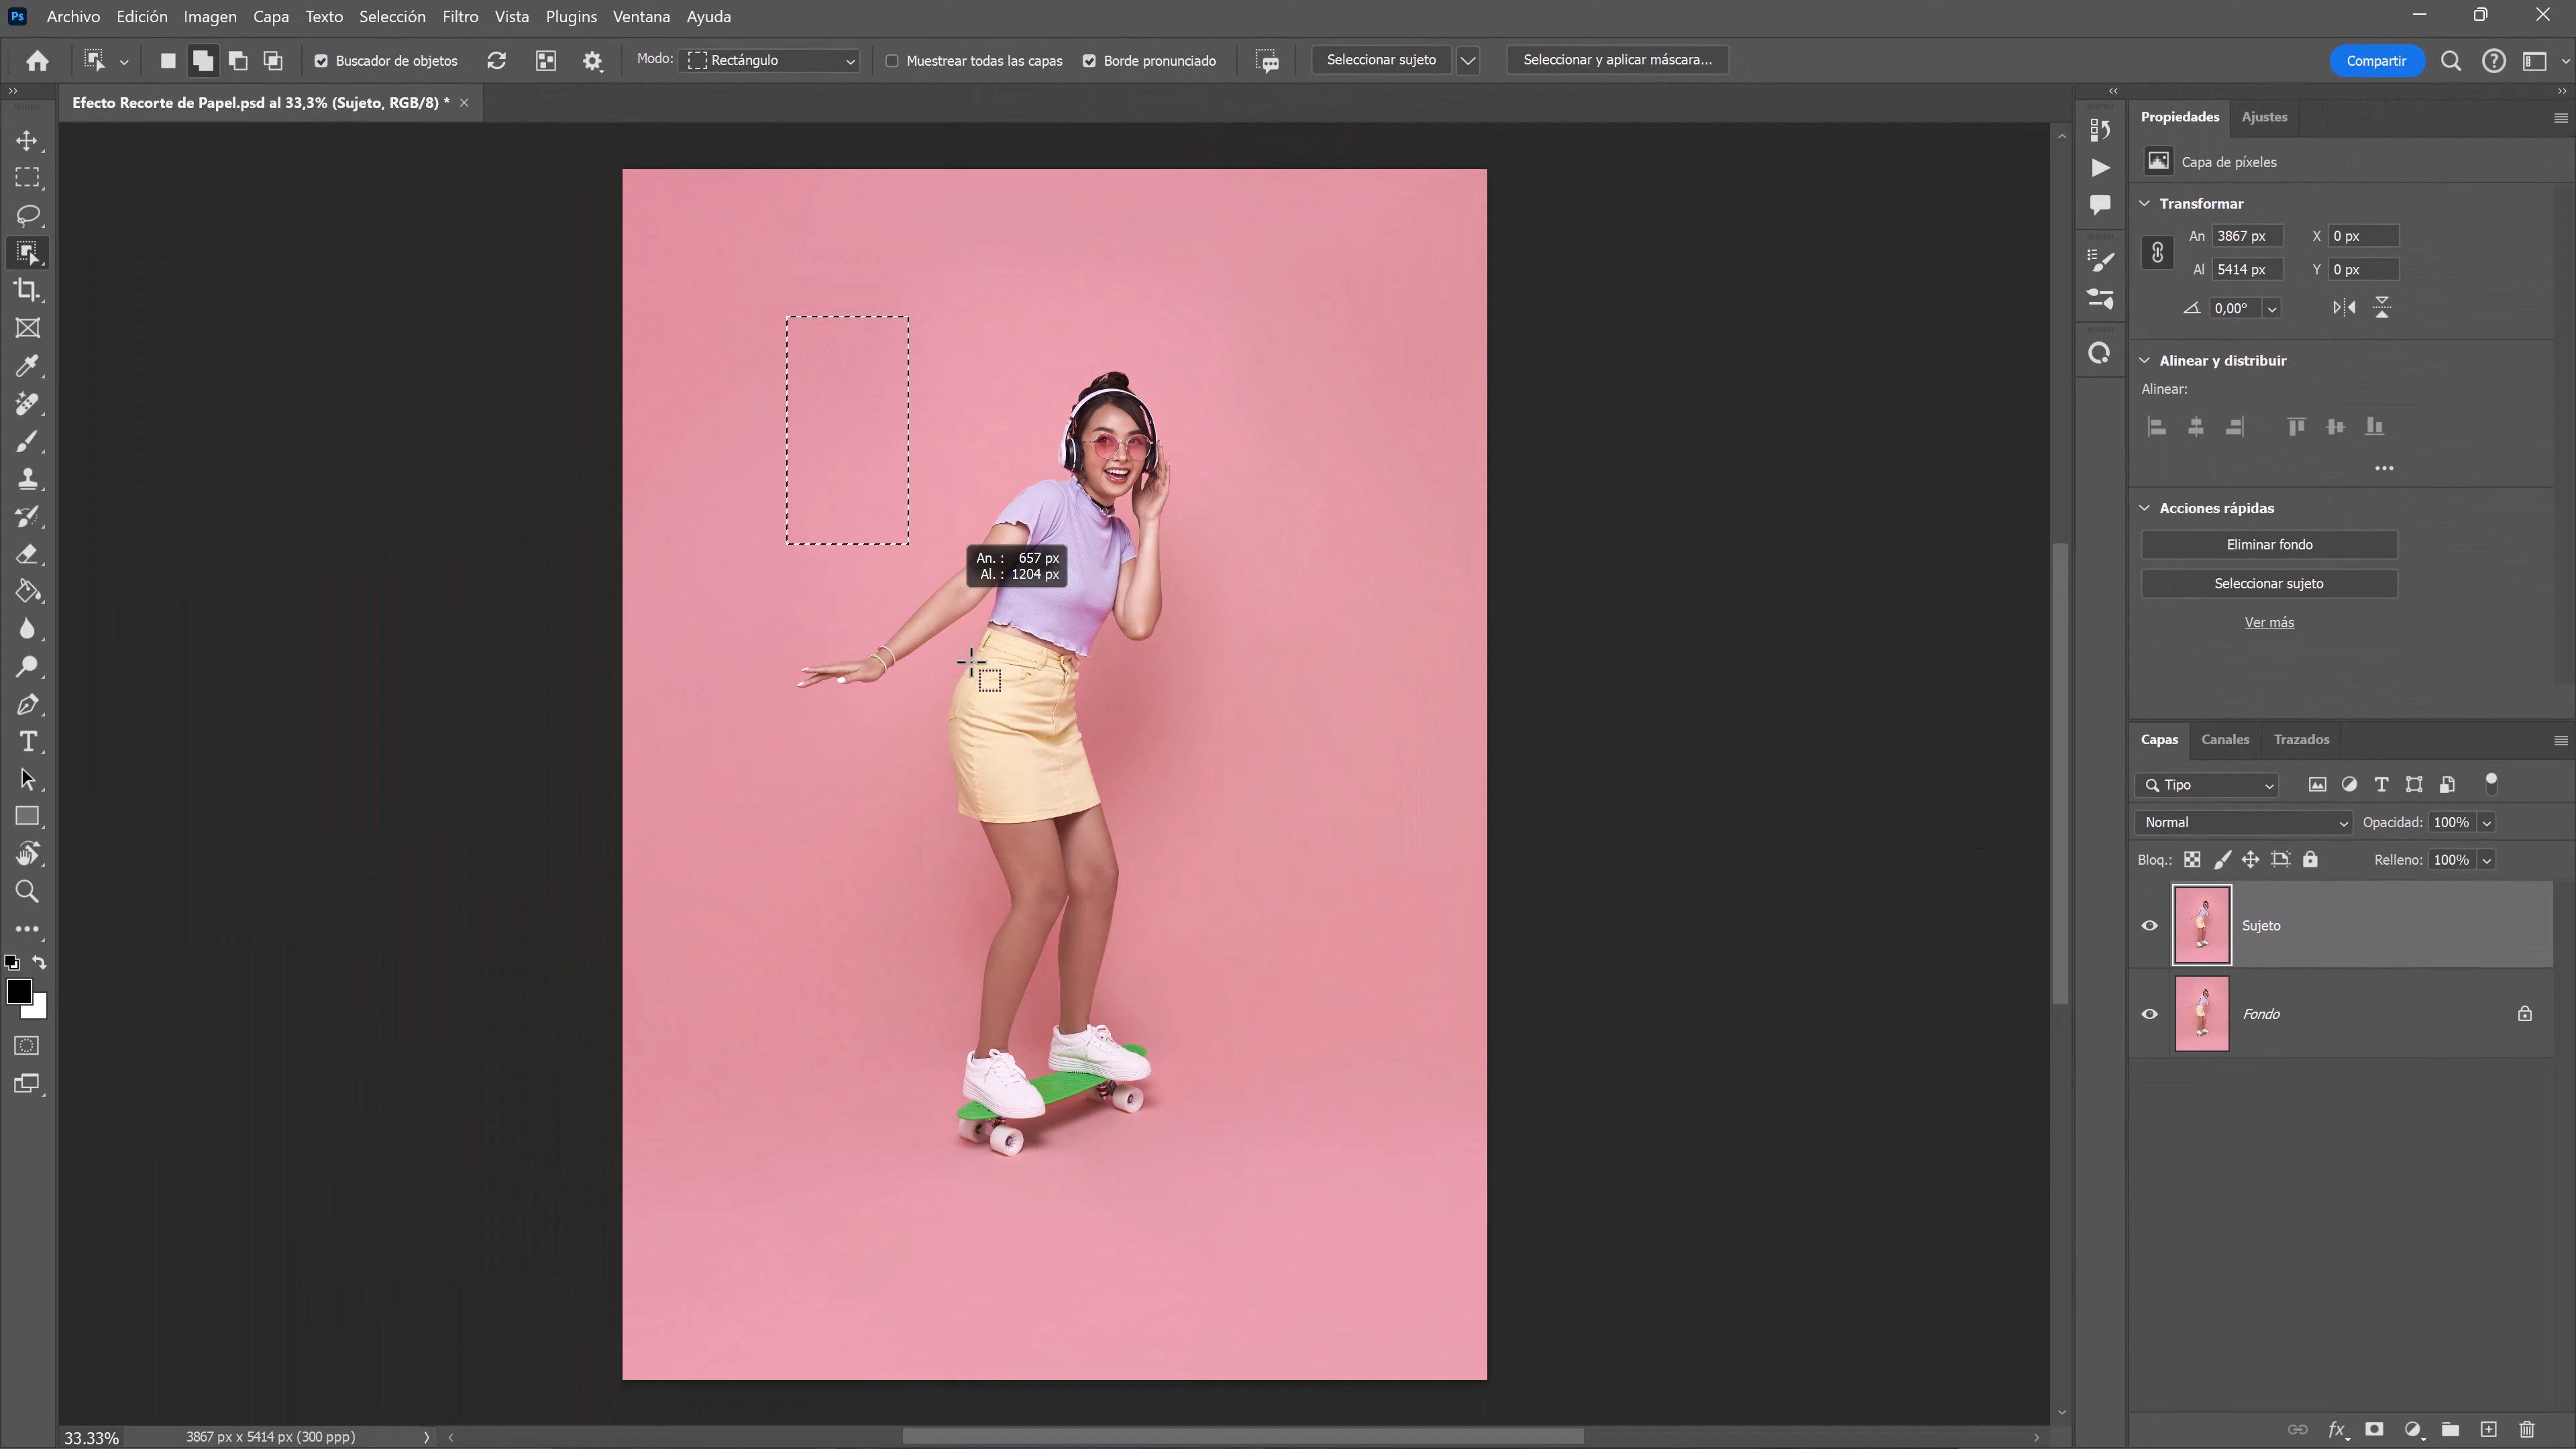 Ps Archivo Edición Imagen Capa Texto Selección Filtro Vista Plugins Ventana Ayuda
Buscador de objetos Modo: Rectángulo Muestrear todas las capas Borde pronunciado Seleccionar sujeto Seleccionar y aplicar máscara... Compartir
Efecto Recorte de Papel.psd al 33,3% (Sujeto, RGB/8) *
Propiedades Ajustes
Capa de píxeles
Transformar
An 3867 px X 0 px
Al 5414 px Y 0 px
0,00°
Alinear y distribuir
Alinear:
Acciones rápidas
Eliminar fondo
Seleccionar sujeto
Ver más
An. : 657 px
Al. : 1204 px
Capas Canales Trazados
Tipo
Normal Opacidad: 100%
Bloq.: Relleno: 100%
Sujeto
Fondo
33.33% 3867 px x 5414 px (300 ppp)